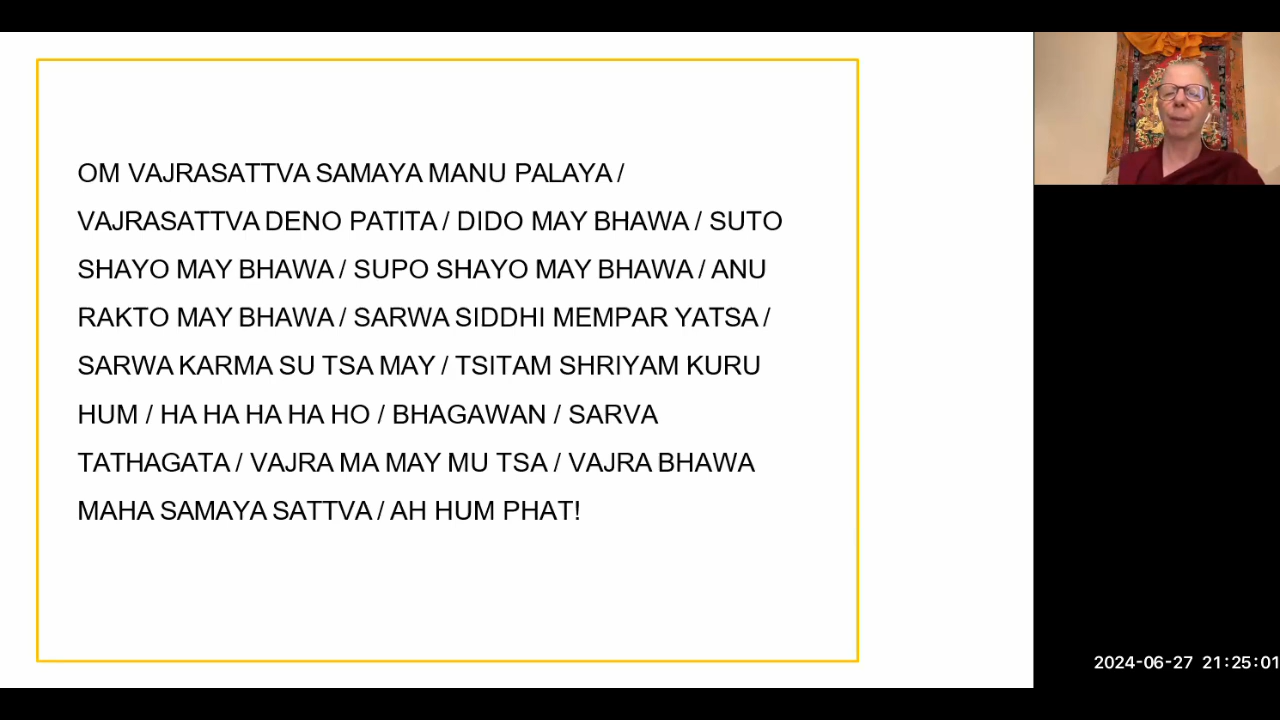 OM VAJRASATTVA SAMAYA MANU PALAYA /
VAJRASATTVA DENO PATITA / DIDO MAY BHAWA / SUTO
SHAYO MAY BHAWA / SUPO SHAYO MAY BHAWA / ANU
RAKTO MAY BHAWA / SARWA SIDDHI MEMPAR YATSA /
SARWA KARMA SU TSA MAY / TSITAM SHRIYAM KURU
HUM / HA HA HA HA HO / BHAGAWAN / SARVA
TATHAGATA / VAJRA MA MAY MU TSA / VAJRA BHAWA
MAHA SAMAYA SATTVA / AH HUM PHAT!
2024-06-27 21:25:01